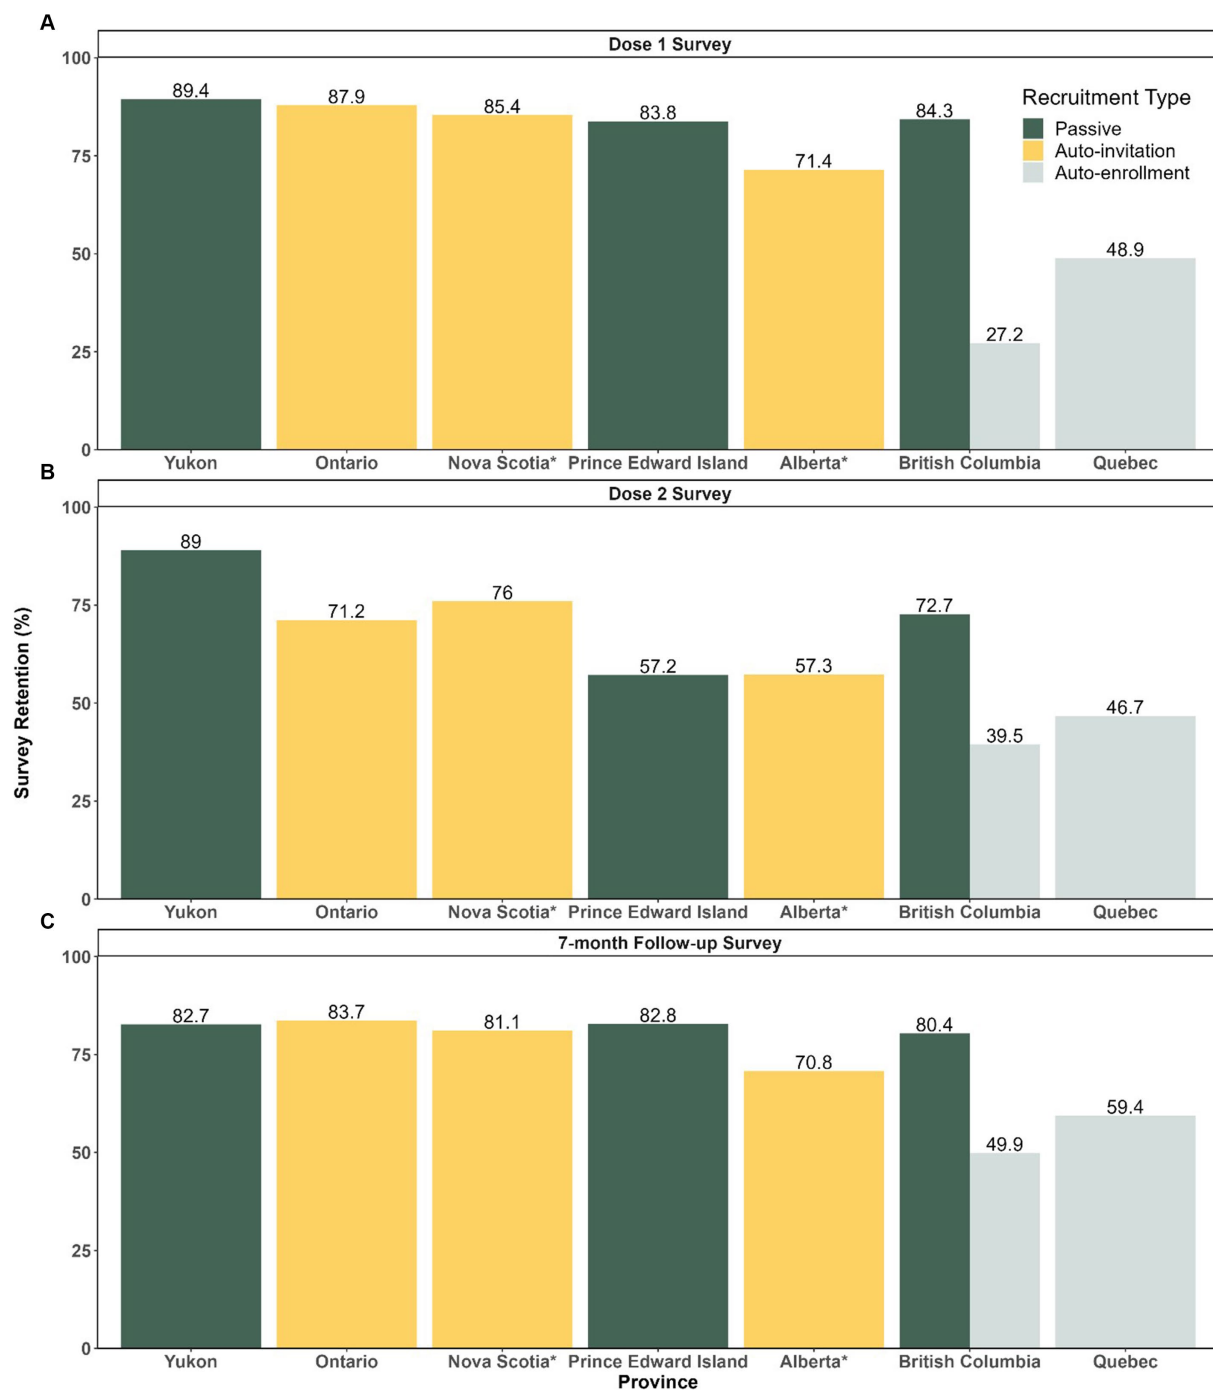 A
Dose 1 Survey
100
75
50
25
0
89.4
87.9
85.4
83.8
71.4
84.3
27.2
48.9
Recruitment Type
Passive
Auto-invitation
Auto-enrollment
Yukon Ontario Nova Scotia* Prince Edward Island Alberta* British Columbia Quebec
B
Dose 2 Survey
100
75
50
25
0
89
71.2
76
57.2
57.3
72.7
39.5
46.7
Survey Retention (%)
Yukon Ontario Nova Scotia* Prince Edward Island Alberta* British Columbia Quebec
C
7-month Follow-up Survey
100
75
50
25
0
82.7
83.7
81.1
82.8
70.8
80.4
49.9
59.4
Yukon Ontario Nova Scotia* Prince Edward Island Alberta* British Columbia Quebec
Province